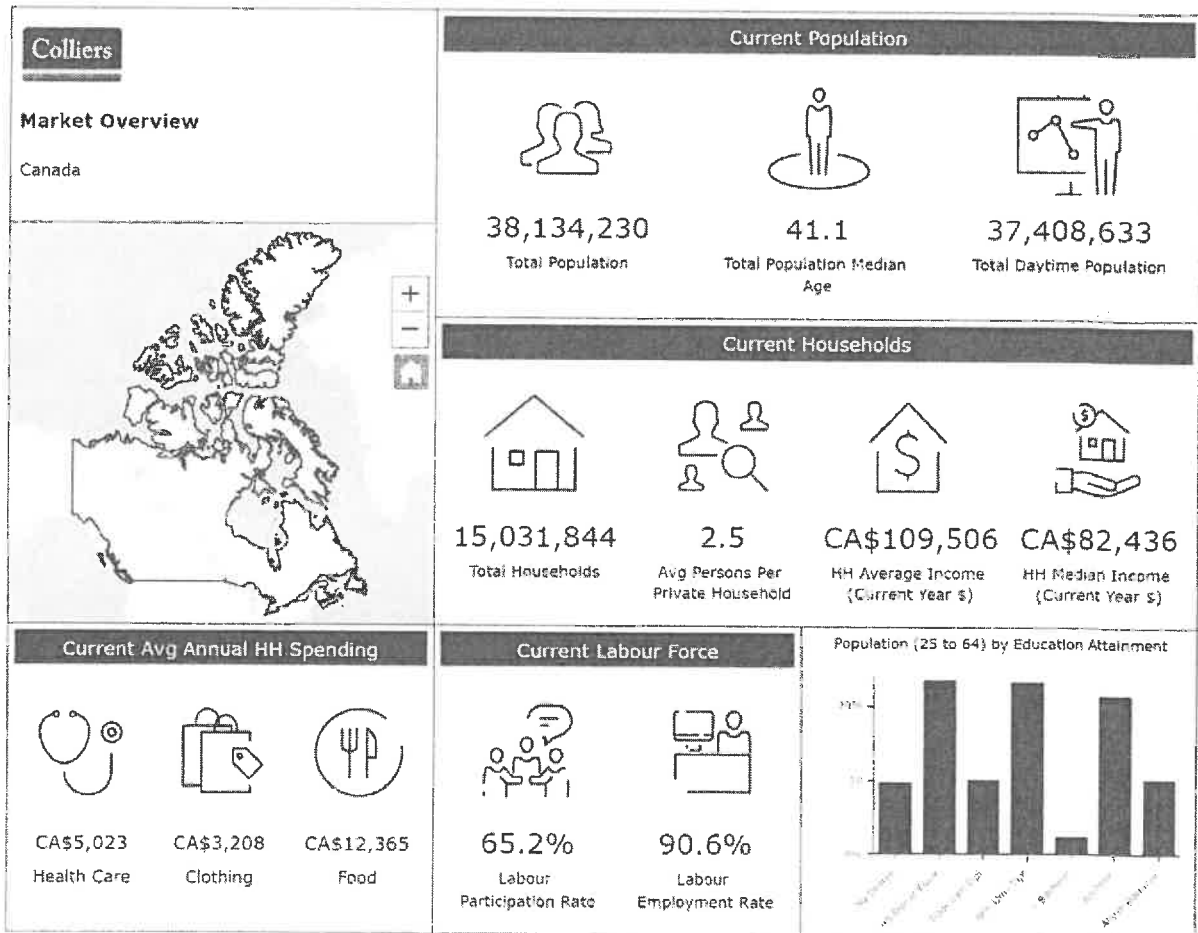 Colliers
Market Overview
Canada
+
−
Current Population
38,134,230
Total Population
41.1
Total Population Median
Age
37,408,633
Total Daytime Population
Current Households
15,031,844
Total Households
2.5
Avg Persons Per
Private Household
CA$109,506
HH Average Income
(Current Year $)
CA$82,436
HH Median Income
(Current Year $)
Current Avg Annual HH Spending
CA$5,023
Health Care
CA$3,208
Clothing
CA$12,365
Food
Current Labour Force
65.2%
Labour
Participation Rate
90.6%
Labour
Employment Rate
Population (25 to 64) by Education Attainment